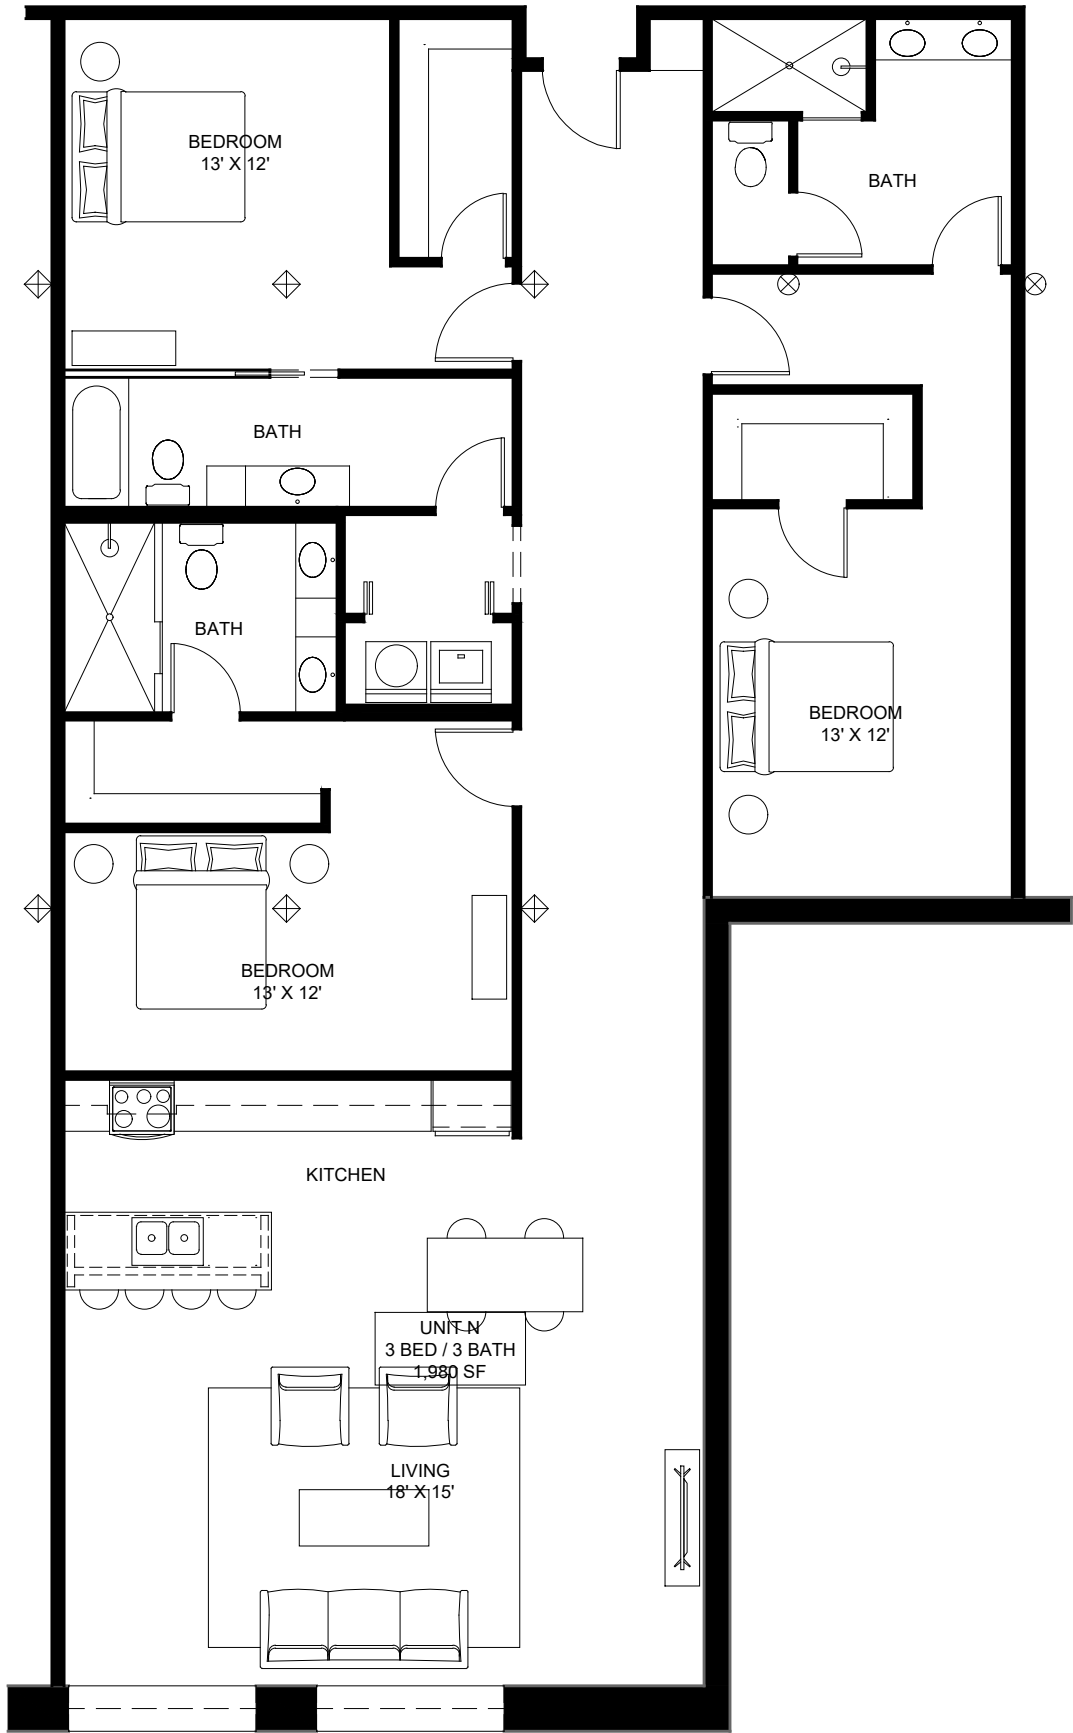 BEDROOM
13' X 12'
BATH
BATH
BATH
BEDROOM
13' X 12'
BEDROOM
13' X 12'
KITCHEN
UNIT N
3 BED / 3 BATH
1,980 SF
LIVING
18' X 15'